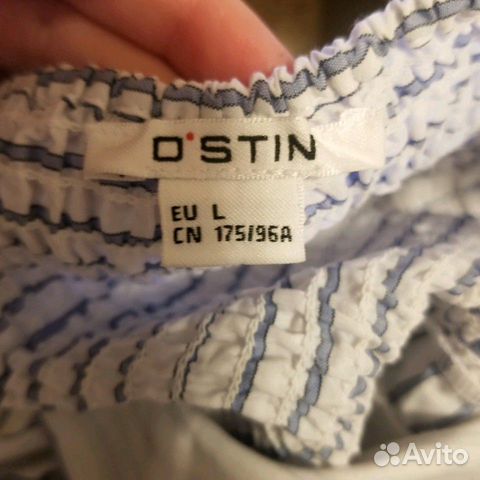 O'STIN
EU L
CN 175/96A
Avito